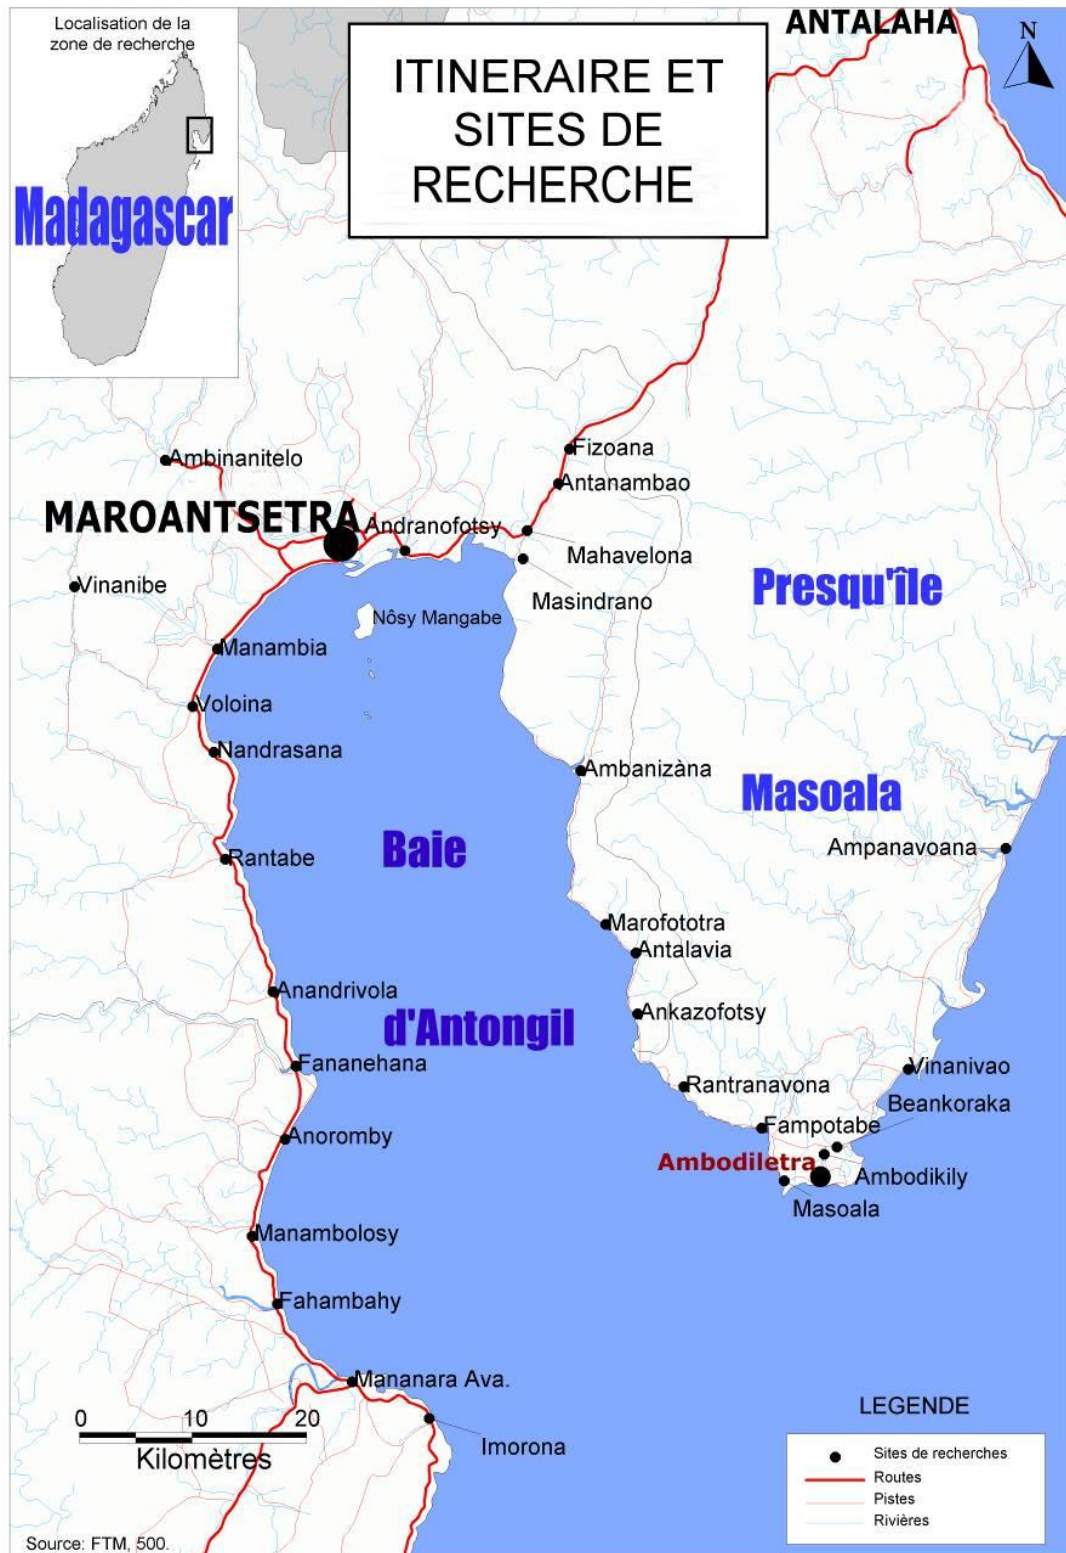 Localisation de la
zone de recherche
Madagascar
ITINERAIRE ET
SITES DE
RECHERCHE
ANTALAHA
N
Ambinanitelo
Fizoana
Antanambao
MAROANTSETRA
Andranofotsy
Mahavelona
Vinanibe
Masindrano
Presqu'île
Nôsy Mangabe
Manambia
Voloina
Nandrasana
Ambanizàna
Masoala
Baie
Ampanavoana
Rantabe
Marofototra
Antalavia
Anandrivola
Ankazofotsy
d'Antongil
Fananehana
Vinanivao
Rantranavona
Beankoraka
Fampotabe
Anoromby
Ambodiletra
Ambodikily
Masoala
Manambolosy
Fahambahy
Mananara Ava.
Imorona
0 10 20
Kilomètres
LEGENDE
Sites de recherches
Routes
Pistes
Rivières
Source: FTM, 500.